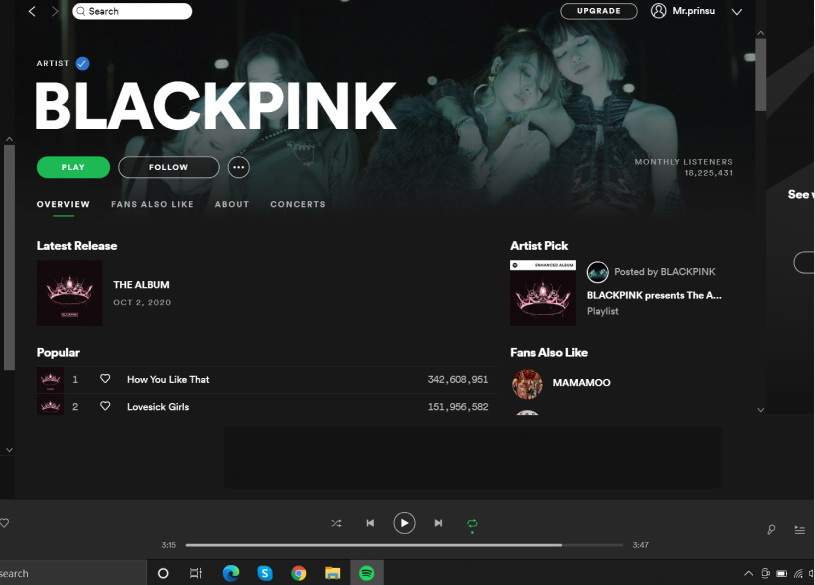 Search
UPGRADE
Mr.prinsu
ARTIST
BLACKPINK
PLAY
FOLLOW
MONTHLY LISTENERS
18,225,431
OVERVIEW FANS ALSO LIKE ABOUT CONCERTS
See
Latest Release
THE ALBUM
OCT 2, 2020
Artist Pick
ENHANCED ALBUM
Posted by BLACKPINK
BLACKPINK presents The A...
Playlist
Popular
1 How You Like That 342,608,951
2 Lovesick Girls 151,956,582
Fans Also Like
MAMAMOO
3:15
3:47
search